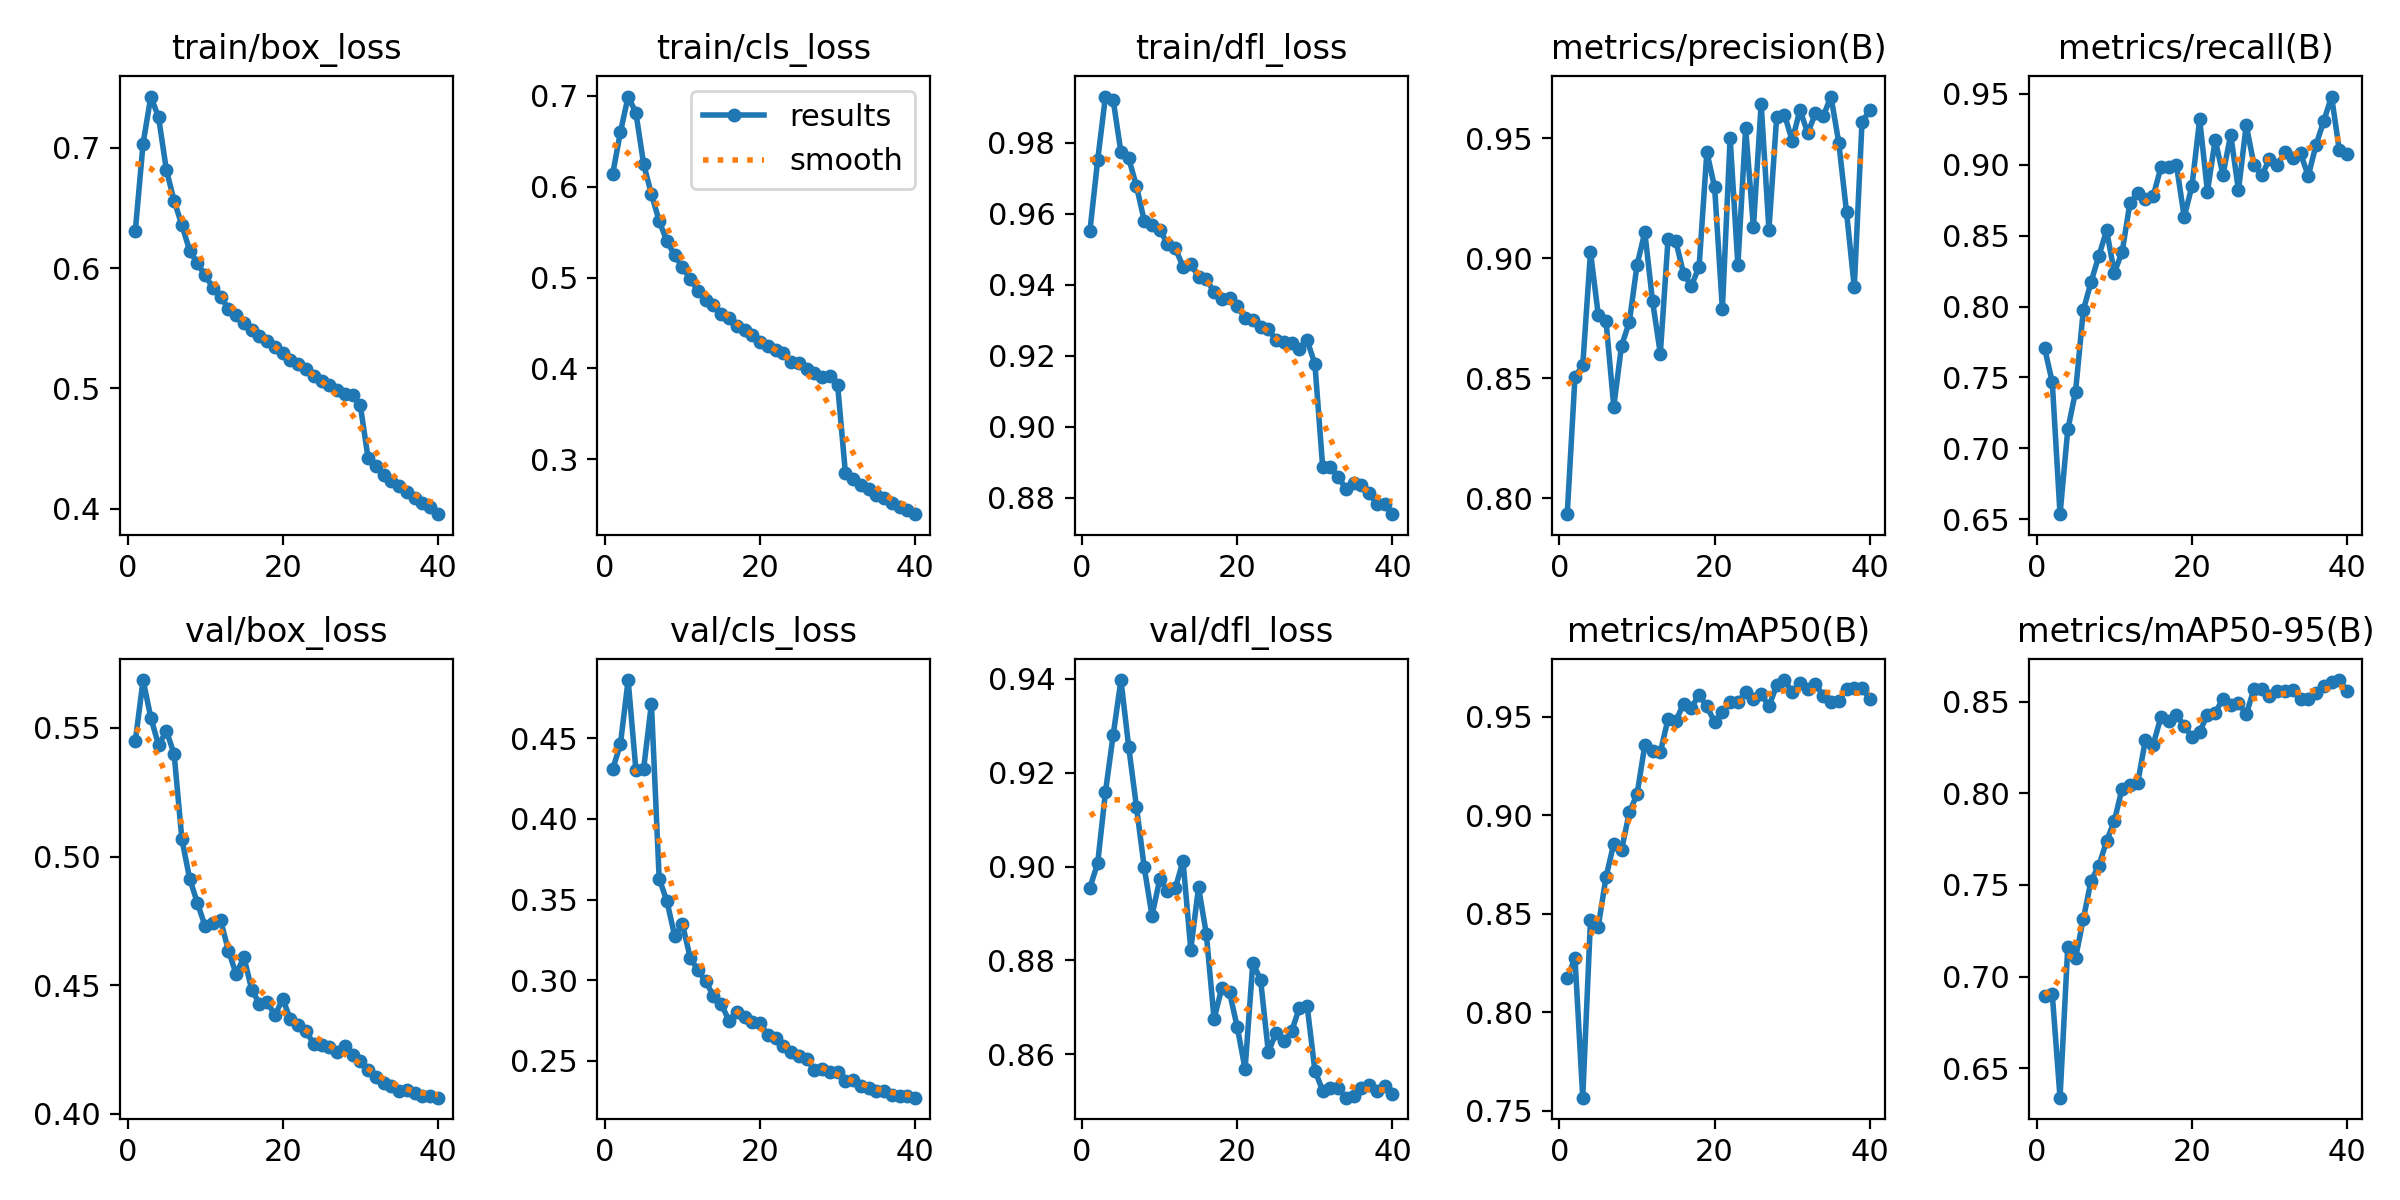 train/box_loss
0.7
0.6
0.5
0.4
0 20 40
train/cls_loss
results
smooth
0.7
0.6
0.5
0.4
0.3
0 20 40
train/dfl_loss
0.98
0.96
0.94
0.92
0.90
0.88
0 20 40
metrics/precision(B)
0.95
0.90
0.85
0.80
0 20 40
metrics/recall(B)
0.95
0.90
0.85
0.80
0.75
0.70
0.65
0 20 40
val/box_loss
0.55
0.50
0.45
0.40
0 20 40
val/cls_loss
0.45
0.40
0.35
0.30
0.25
0 20 40
val/dfl_loss
0.94
0.92
0.90
0.88
0.86
0 20 40
metrics/mAP50(B)
0.95
0.90
0.85
0.80
0.75
0 20 40
metrics/mAP50-95(B)
0.85
0.80
0.75
0.70
0.65
0 20 40